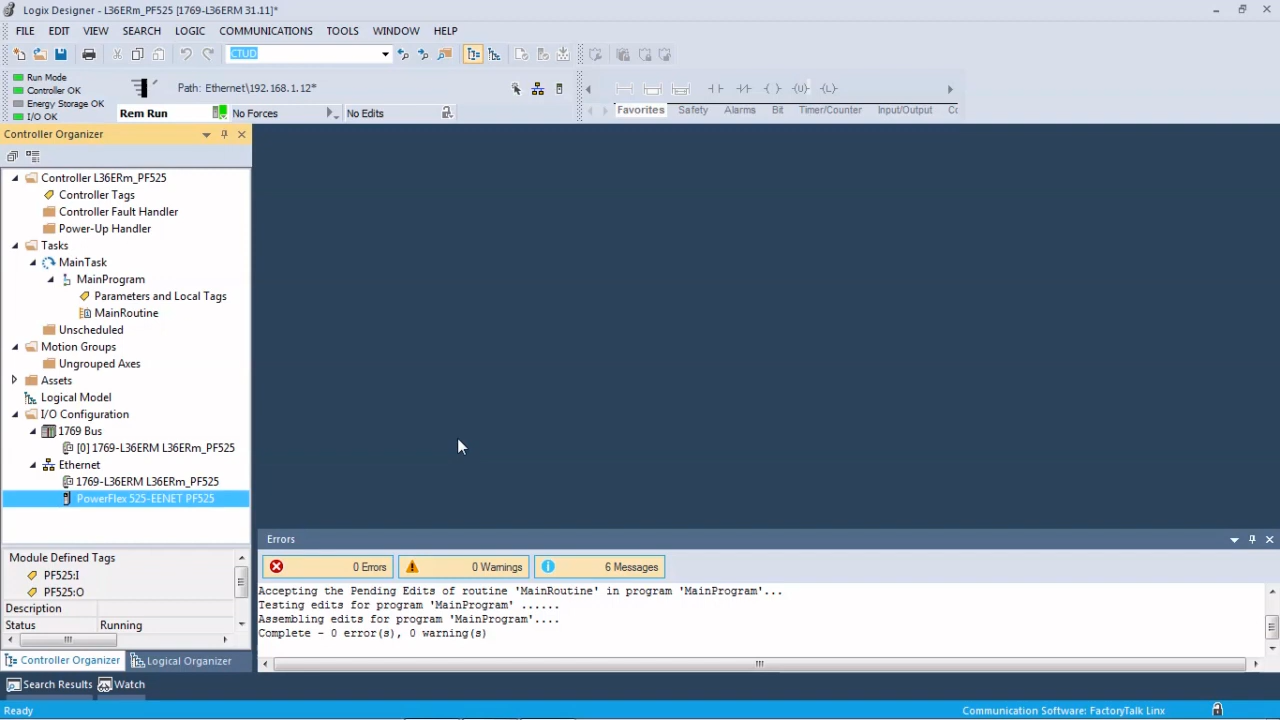 Logix Designer - L36ERm_PF525 [1769-L36ERM 31.11]*
FILE EDIT VIEW SEARCH LOGIC COMMUNICATIONS TOOLS WINDOW HELP
CTUD
Run Mode
Controller OK
Energy Storage OK
I/O OK
Path: Ethernet\192.168.1.12*
Rem Run
No Forces
No Edits
Favorites Safety Alarms Bit Timer/Counter Input/Output
Controller Organizer
Controller L36ERm_PF525
Controller Tags
Controller Fault Handler
Power-Up Handler
Tasks
MainTask
MainProgram
Parameters and Local Tags
MainRoutine
Unscheduled
Motion Groups
Ungrouped Axes
Assets
Logical Model
I/O Configuration
1769 Bus
[0] 1769-L36ERM L36ERm_PF525
Ethernet
1769-L36ERM L36ERm_PF525
PowerFlex 525-EENET PF525
Module Defined Tags
PF525:I
PF525:O
Description
Status Running
Controller Organizer Logical Organizer
Errors
0 Errors 0 Warnings 6 Messages
Accepting the Pending Edits of routine 'MainRoutine' in program 'MainProgram'...
Testing edits for program 'MainProgram' ......
Assembling edits for program 'MainProgram'....
Complete - 0 error(s), 0 warning(s)
Search Results Watch
Ready
Communication Software: FactoryTalk Linx